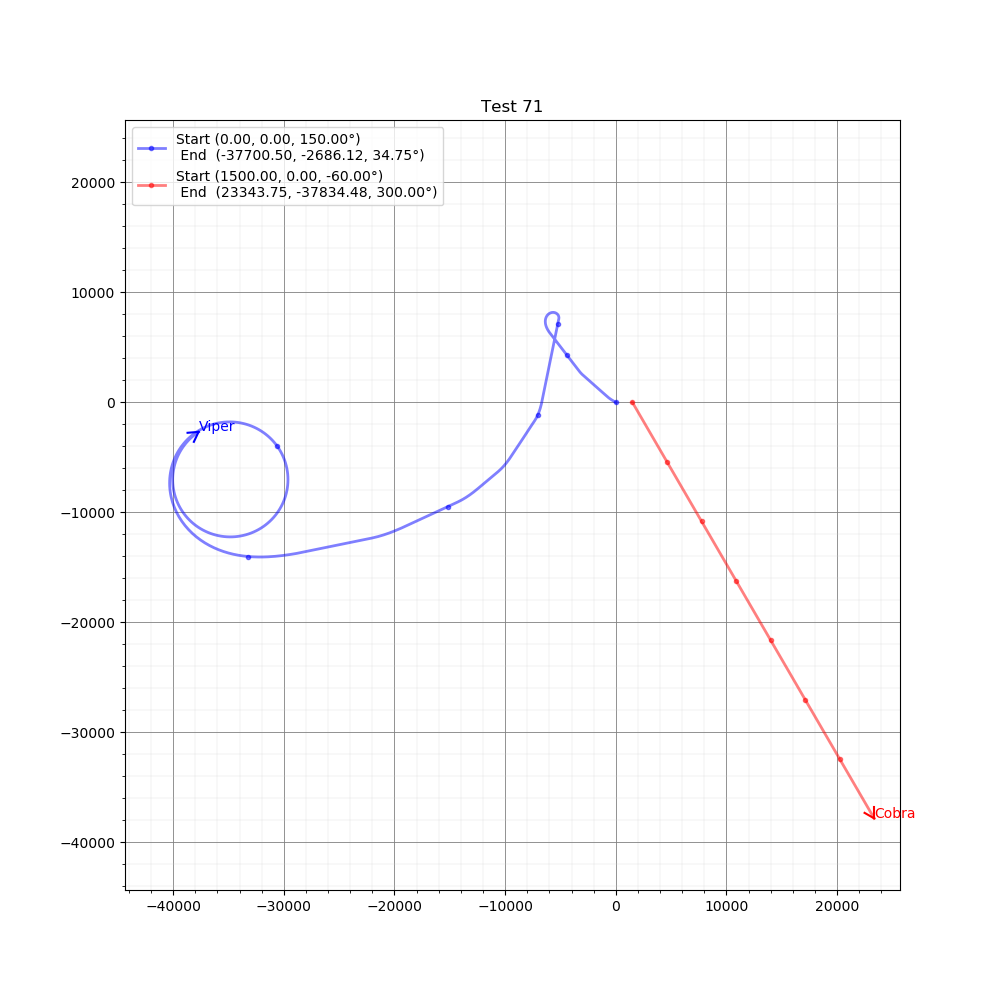 Test 71
Start (0.00, 0.00, 150.00°)
End  (-37700.50, -2686.12, 34.75°)
Start (1500.00, 0.00, -60.00°)
End  (23343.75, -37834.48, 300.00°)
20000
10000
0
−10000
−20000
−30000
−40000
Viper
Cobra
−40000 −30000 −20000 −10000 0 10000 20000